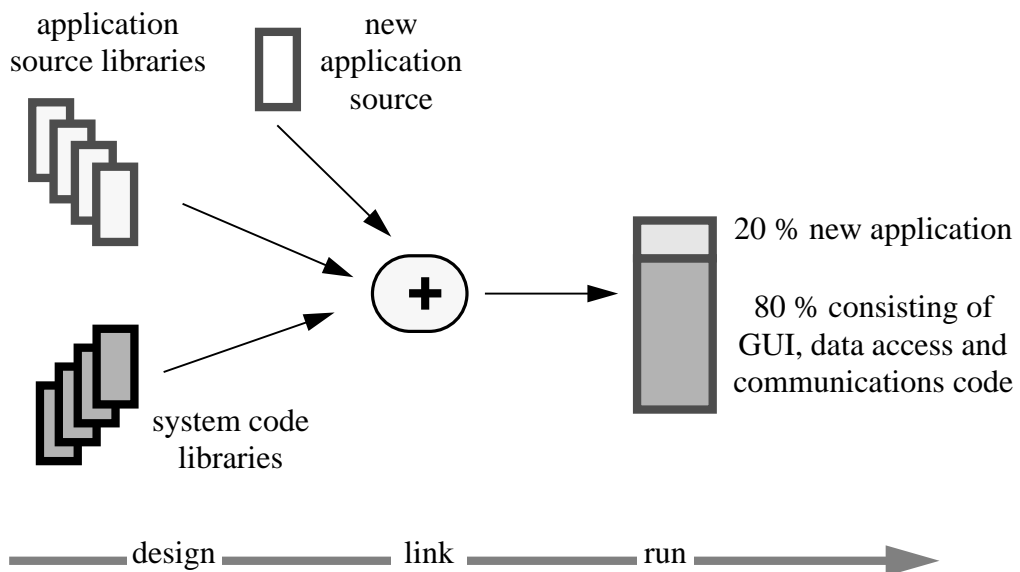 application
source libraries
new
application
source
+
20 % new application
80 % consisting of
GUI, data access and
communications code
system code
libraries
design
link
run